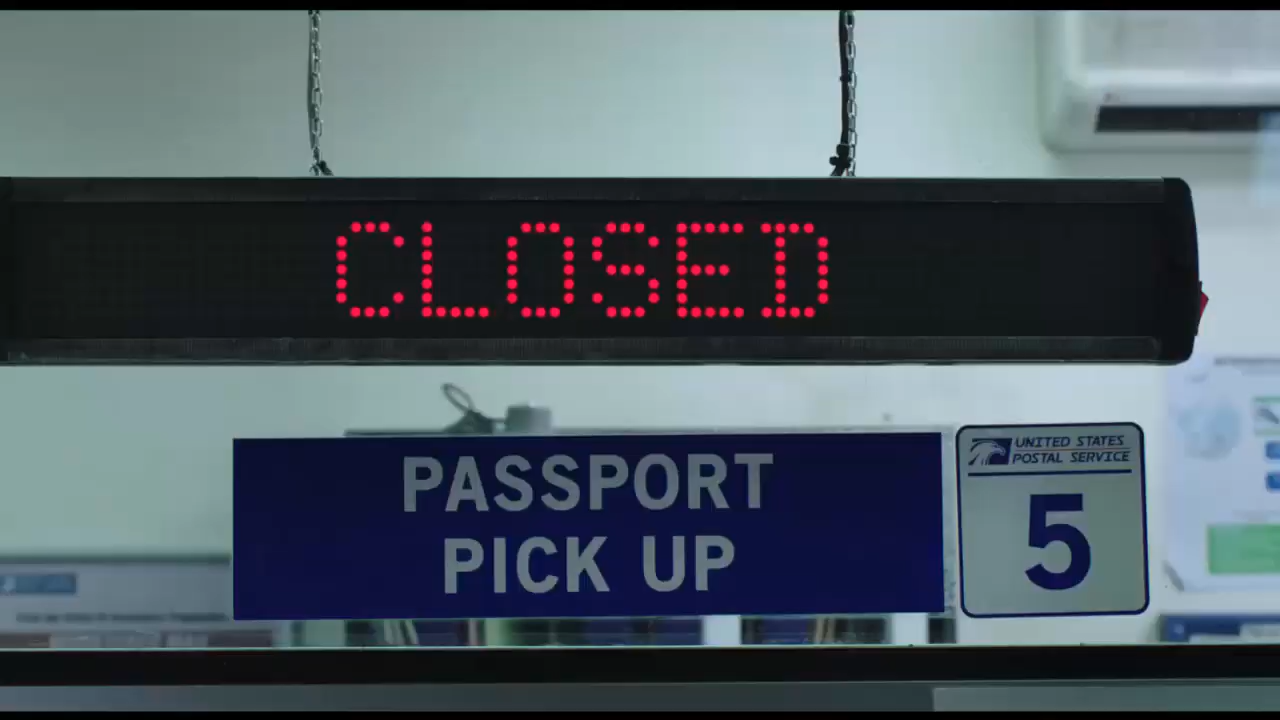 CLOSED
PASSPORT
PICK UP
UNITED STATES
POSTAL SERVICE
5